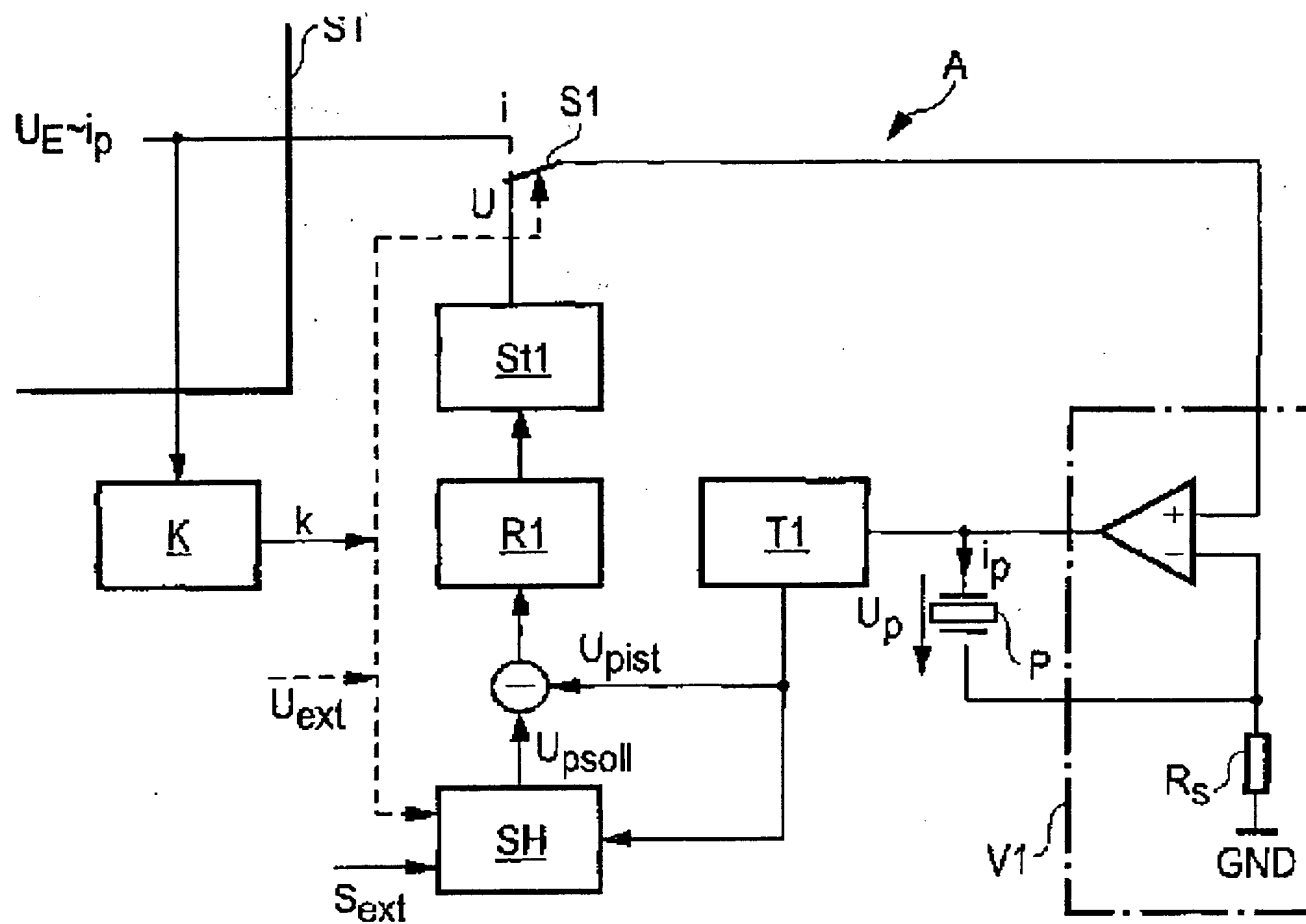 ST
A
i
S1
U_E~i_p
U
St1
K
k
R1
T1
+
−
i_p
U_p
P
U_pist
−
U_ext
U_psoll
R_s
SH
V1
GND
S_ext